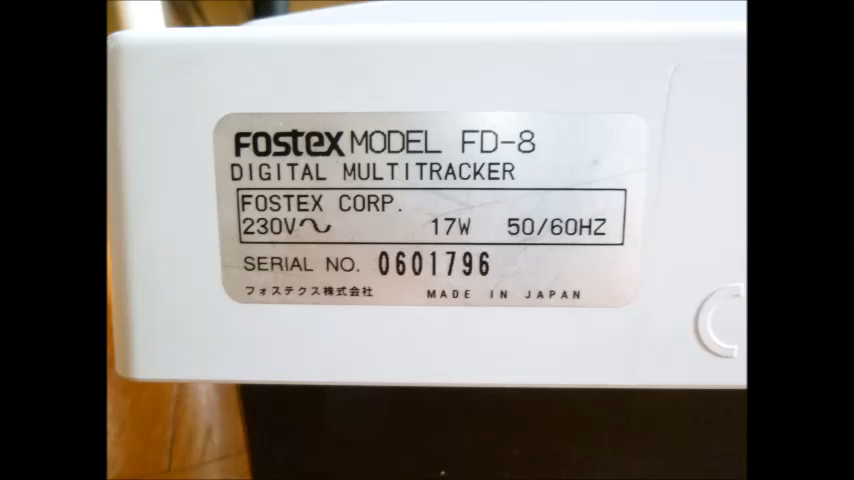 Fostex MODEL FD-8
DIGITAL MULTITRACKER
FOSTEX CORP.
230V∿ 17W 50/60HZ
SERIAL NO. 0601796
フォステクス株式会社 MADE IN JAPAN